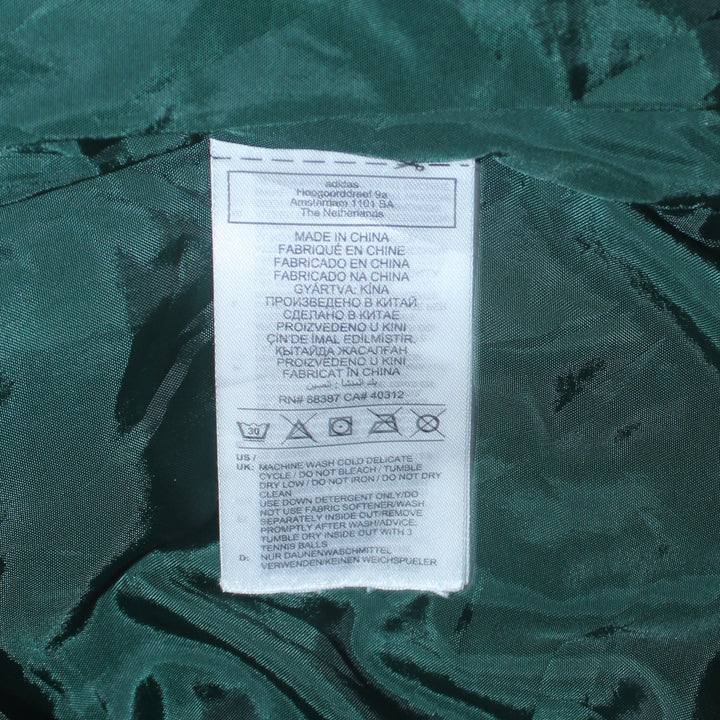 adidas
Hoogoorddreef 9a
Amsterdam 1101 BA
The Netherlands
MADE IN CHINA
FABRIQUÉ EN CHINE
FABRICADO EN CHINA
FABRICADO NA CHINA
GYÁRTVA: KÍNA
ПРОИЗВЕДЕНО В КИТАЙ
СДЕЛАНО В КИТАЕ
PROIZVEDENO U KINI
ÇİN'DE İMAL EDİLMİŞTİR.
ҚЫТАЙДА ЖАСАЛҒАН
PROIZVEDENO U KINI
FABRICAT ÎN CHINA
بلد المنشأ : الصين
RN# 88387 CA# 40312
30
US /
UK: MACHINE WASH COLD DELICATE
CYCLE / DO NOT BLEACH / TUMBLE
DRY LOW / DO NOT IRON / DO NOT DRY
CLEAN
USE DOWN DETERGENT ONLY/DO
NOT USE FABRIC SOFTENER/WASH
SEPARATELY INSIDE OUT/REMOVE
PROMPTLY AFTER WASH/ADVICE,
TUMBLE DRY INSIDE OUT WITH 3
TENNIS BALLS
D: NUR DAUNENWASCHMITTEL
VERWENDEN/KEINEN WEICHSPUELER